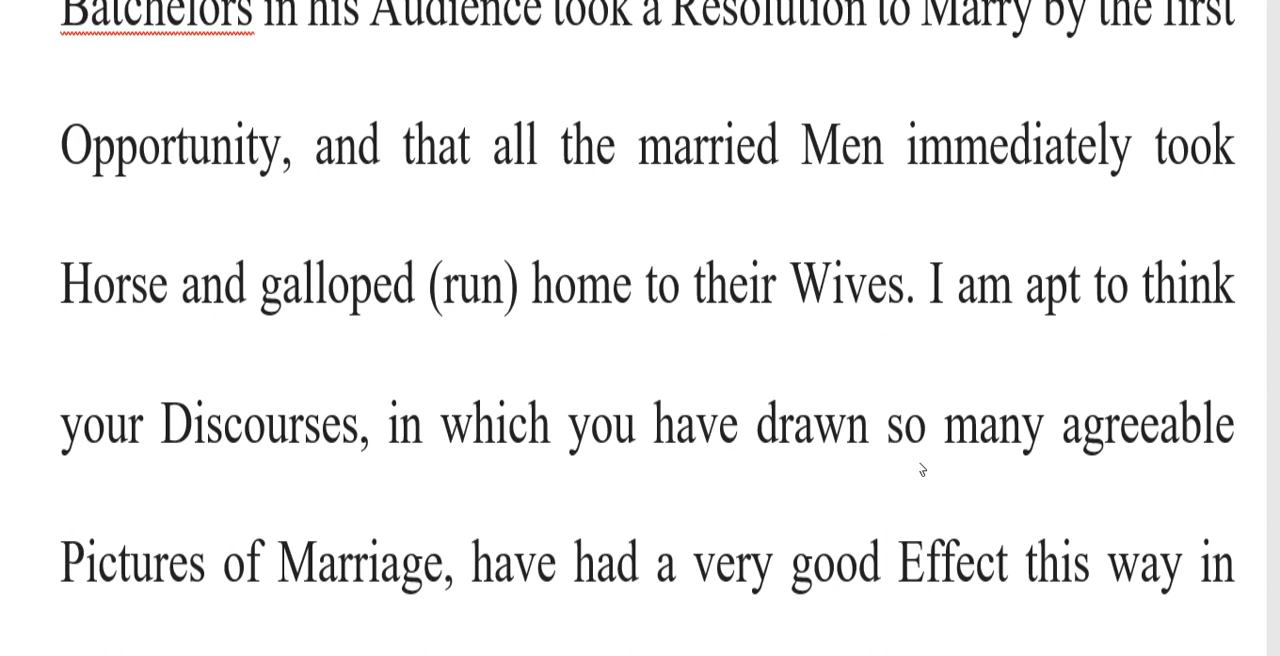 Batchelors in his Audience took a Resolution to Marry by the first
Opportunity, and that all the married Men immediately took
Horse and galloped (run) home to their Wives. I am apt to think
your Discourses, in which you have drawn so many agreeable
Pictures of Marriage, have had a very good Effect this way in